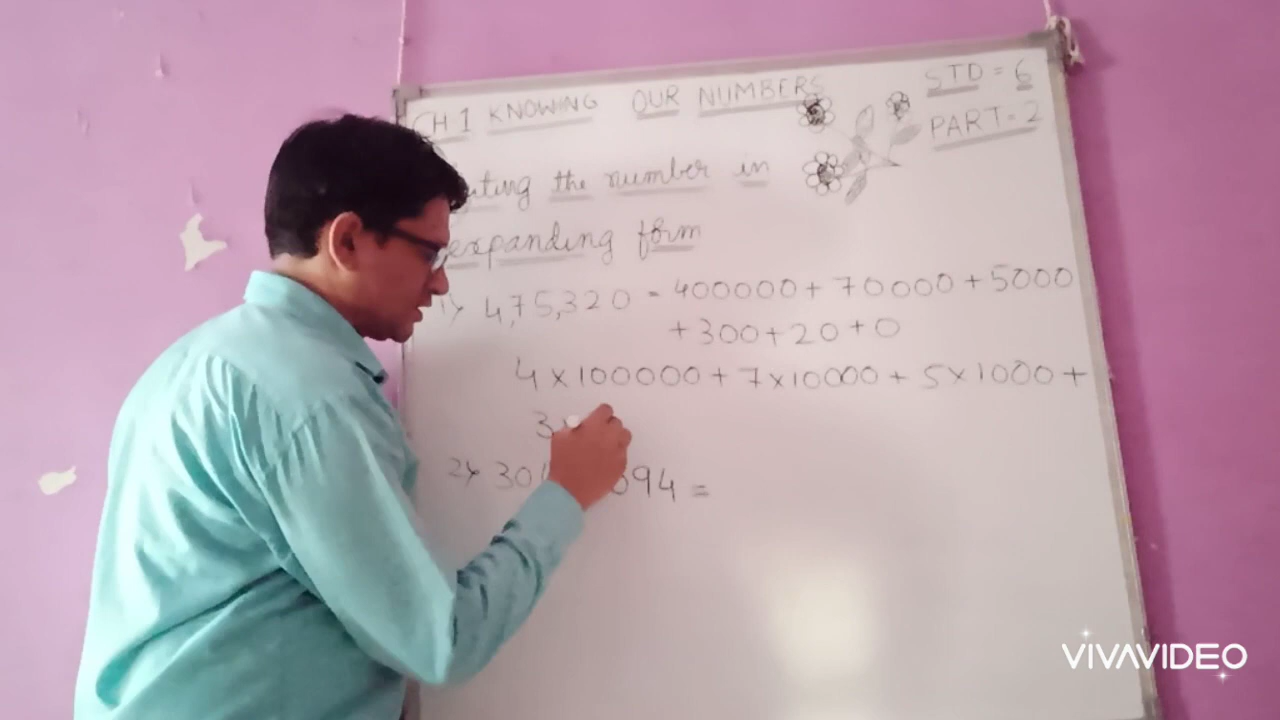 CH 1 KNOWING OUR NUMBERS
STD = 6
PART = 2
the number in
expanding form
4,75,320 = 400000 + 70000 + 5000
+ 300 + 20 + 0
4 × 100000 + 7 × 10000 + 5 × 1000 +
3
2> 30 94 =
VIVAVIDEO